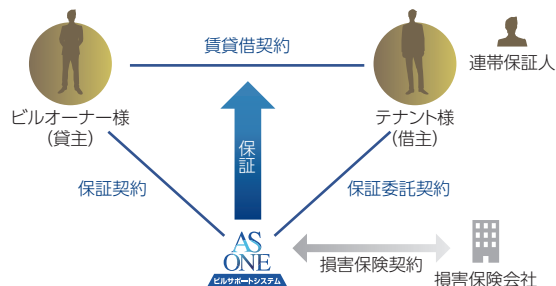 賃貸借契約
連帯保証人
ビルオーナー様
(貸主)
テナント様
(借主)
保証
保証契約
保証委託契約
AS
ONE
ビルサポートシステム
損害保険契約
損害保険会社